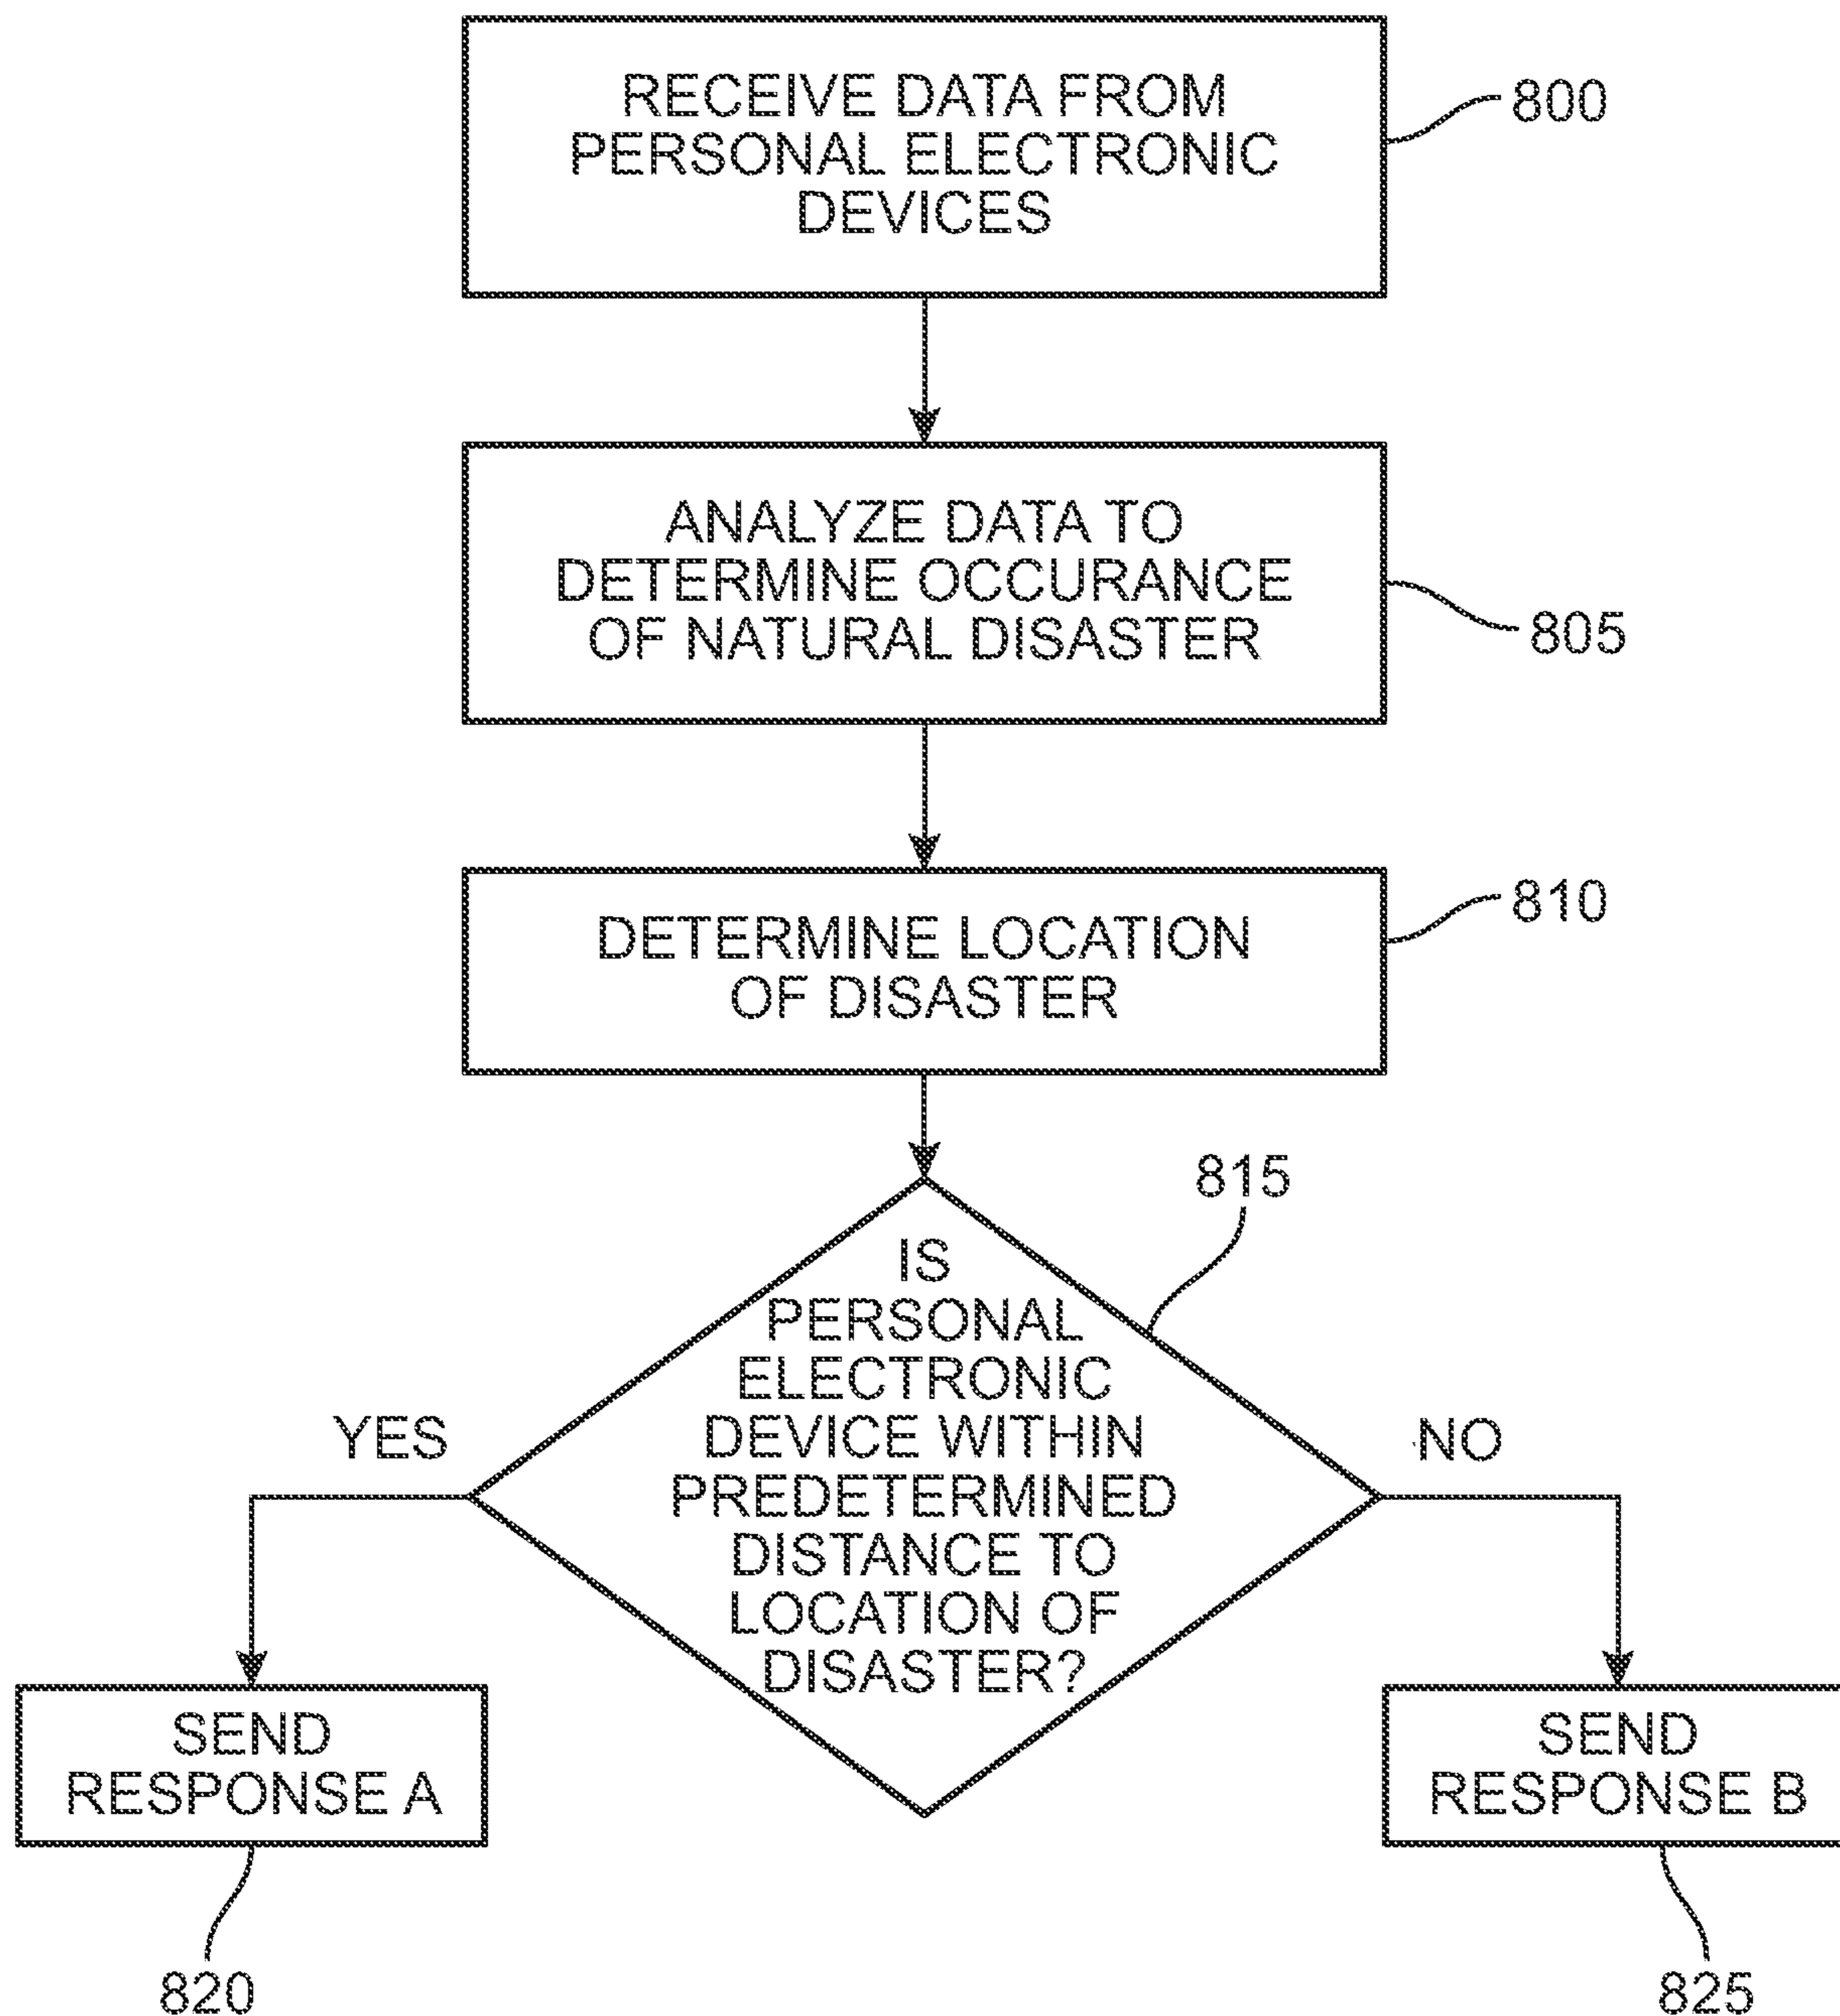 RECEIVE DATA FROM
PERSONAL ELECTRONIC
DEVICES
800
ANALYZE DATA TO
DETERMINE OCCURANCE
OF NATURAL DISASTER
805
DETERMINE LOCATION
OF DISASTER
810
815
IS
PERSONAL
ELECTRONIC
DEVICE WITHIN
PREDETERMINED
DISTANCE TO
LOCATION OF
DISASTER?
YES
NO
SEND
RESPONSE A
820
SEND
RESPONSE B
825